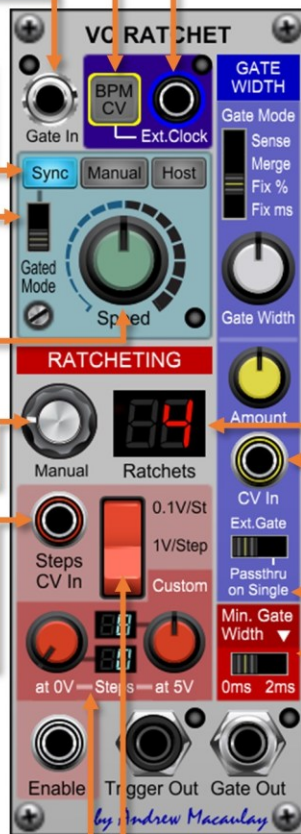 VC RATCHET
Gate In
BPM
CV
Ext.Clock
GATE
WIDTH
Gate Mode
Sense
Merge
Fix %
Fix ms
Sync
Manual
Host
Gated
Mode
Speed
Gate Width
RATCHETING
4
Manual
Ratchets
Amount
CV In
Ext.Gate
Passthru
on Single
0.1V/St
1V/Step
Custom
Steps
CV In
at 0V
Steps
at 5V
Min. Gate
Width ▼
0ms
2ms
Enable
Trigger Out
Gate Out
by Andrew Macaulay